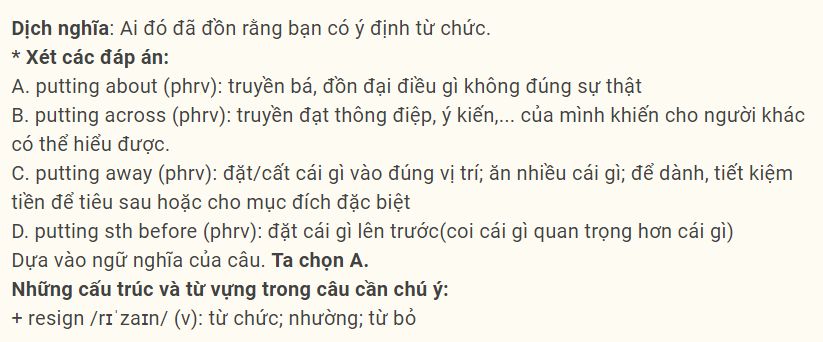 Dịch nghĩa: Ai đó đã đồn rằng bạn có ý định từ chức.
* Xét các đáp án:
A. putting about (phrv): truyền bá, đồn đại điều gì không đúng sự thật
B. putting across (phrv): truyền đạt thông điệp, ý kiến,... của mình khiến cho người khác
có thể hiểu được.
C. putting away (phrv): đặt/cất cái gì vào đúng vị trí; ăn nhiều cái gì; để dành, tiết kiệm
tiền để tiêu sau hoặc cho mục đích đặc biệt
D. putting sth before (phrv): đặt cái gì lên trước(coi cái gì quan trọng hơn cái gì)
Dựa vào ngữ nghĩa của câu. Ta chọn A.
Những cấu trúc và từ vựng trong câu cần chú ý:
+ resign /rɪˈzaɪn/ (v): từ chức; nhường; từ bỏ